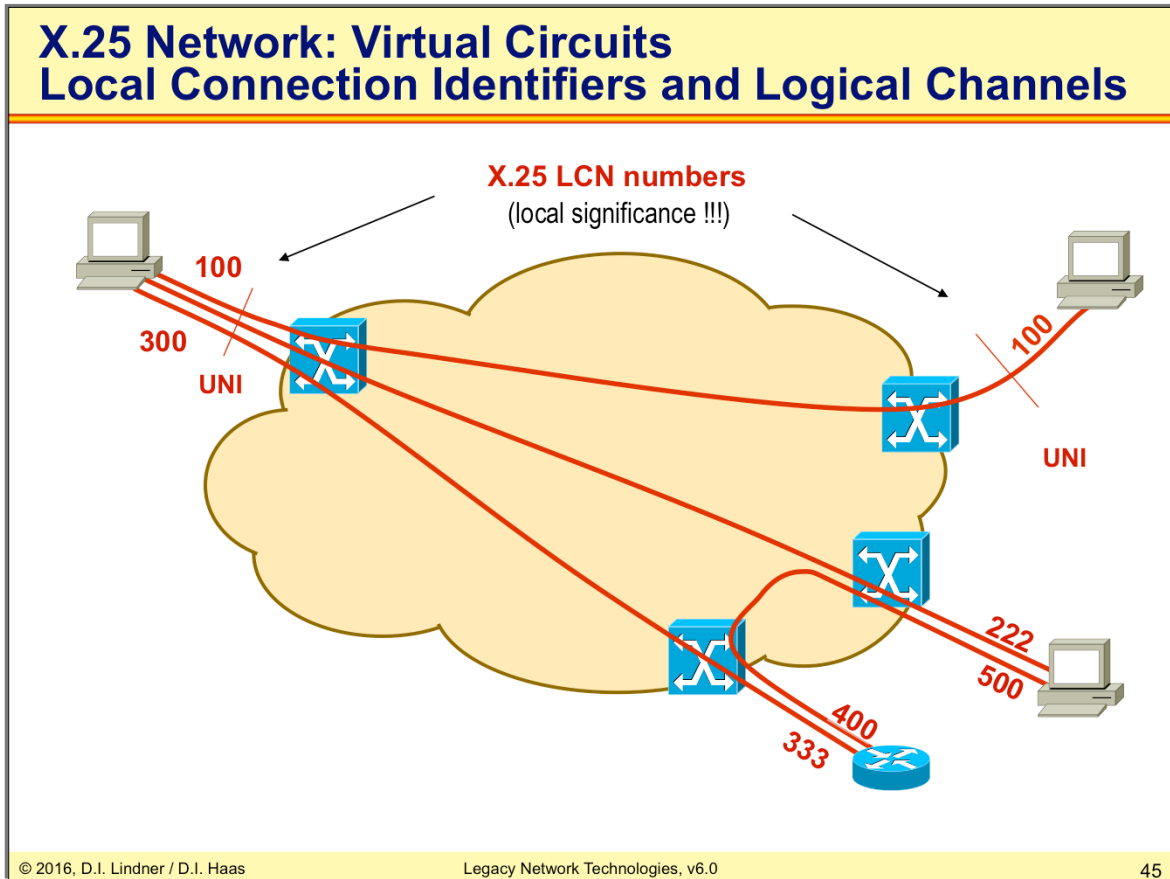 X.25 Network: Virtual Circuits
Local Connection Identifiers and Logical Channels
X.25 LCN numbers
(local significance !!!)
100
300
UNI
100
UNI
222
500
400
333
© 2016, D.I. Lindner / D.I. Haas
Legacy Network Technologies, v6.0
45